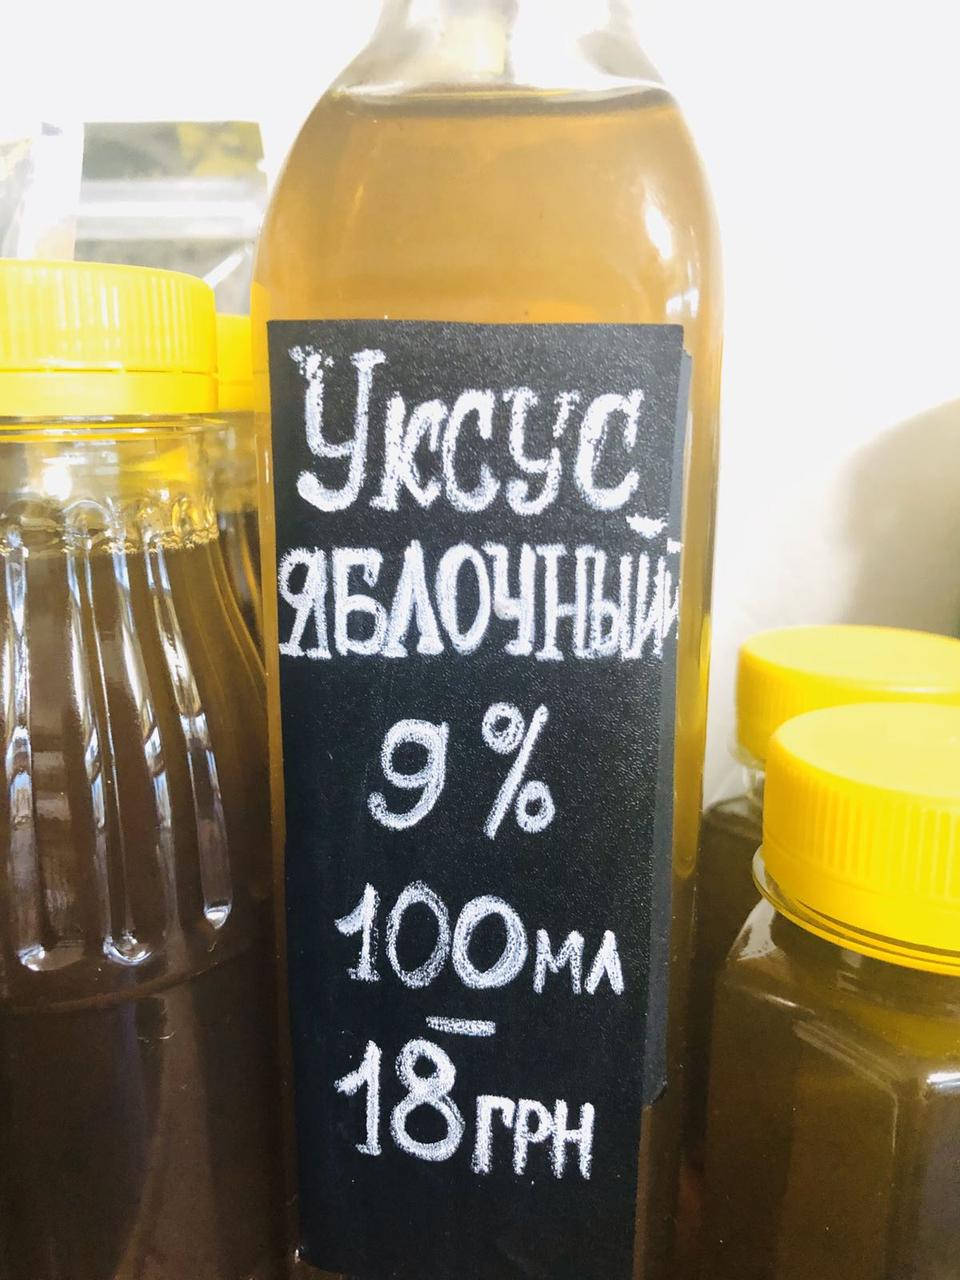 Уксус
яблочный
9%
100мл
–
18грн